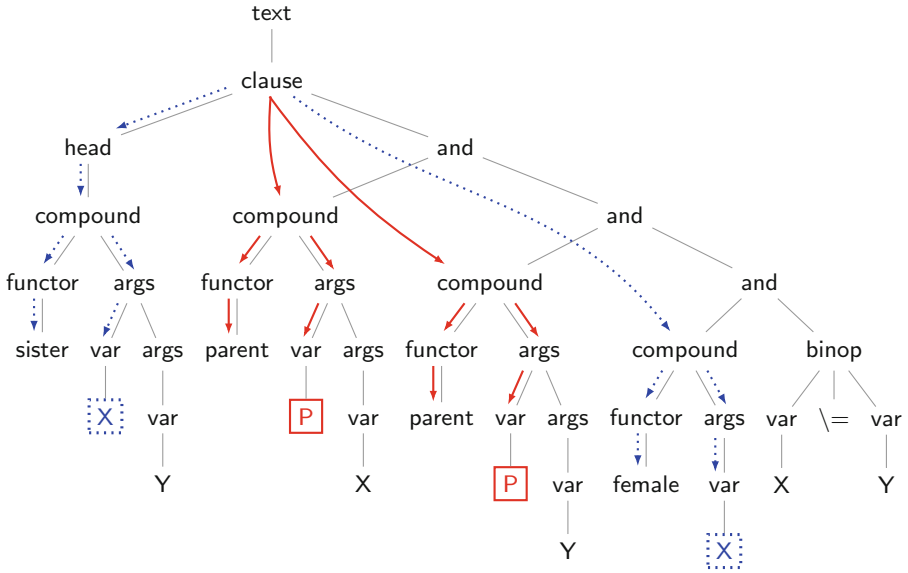 text
clause
head and
compound compound and
functor args functor args compound and
sister var args parent var args functor args compound binop
X var P var parent var args functor args var \= var
Y X P var female var X Y
Y X